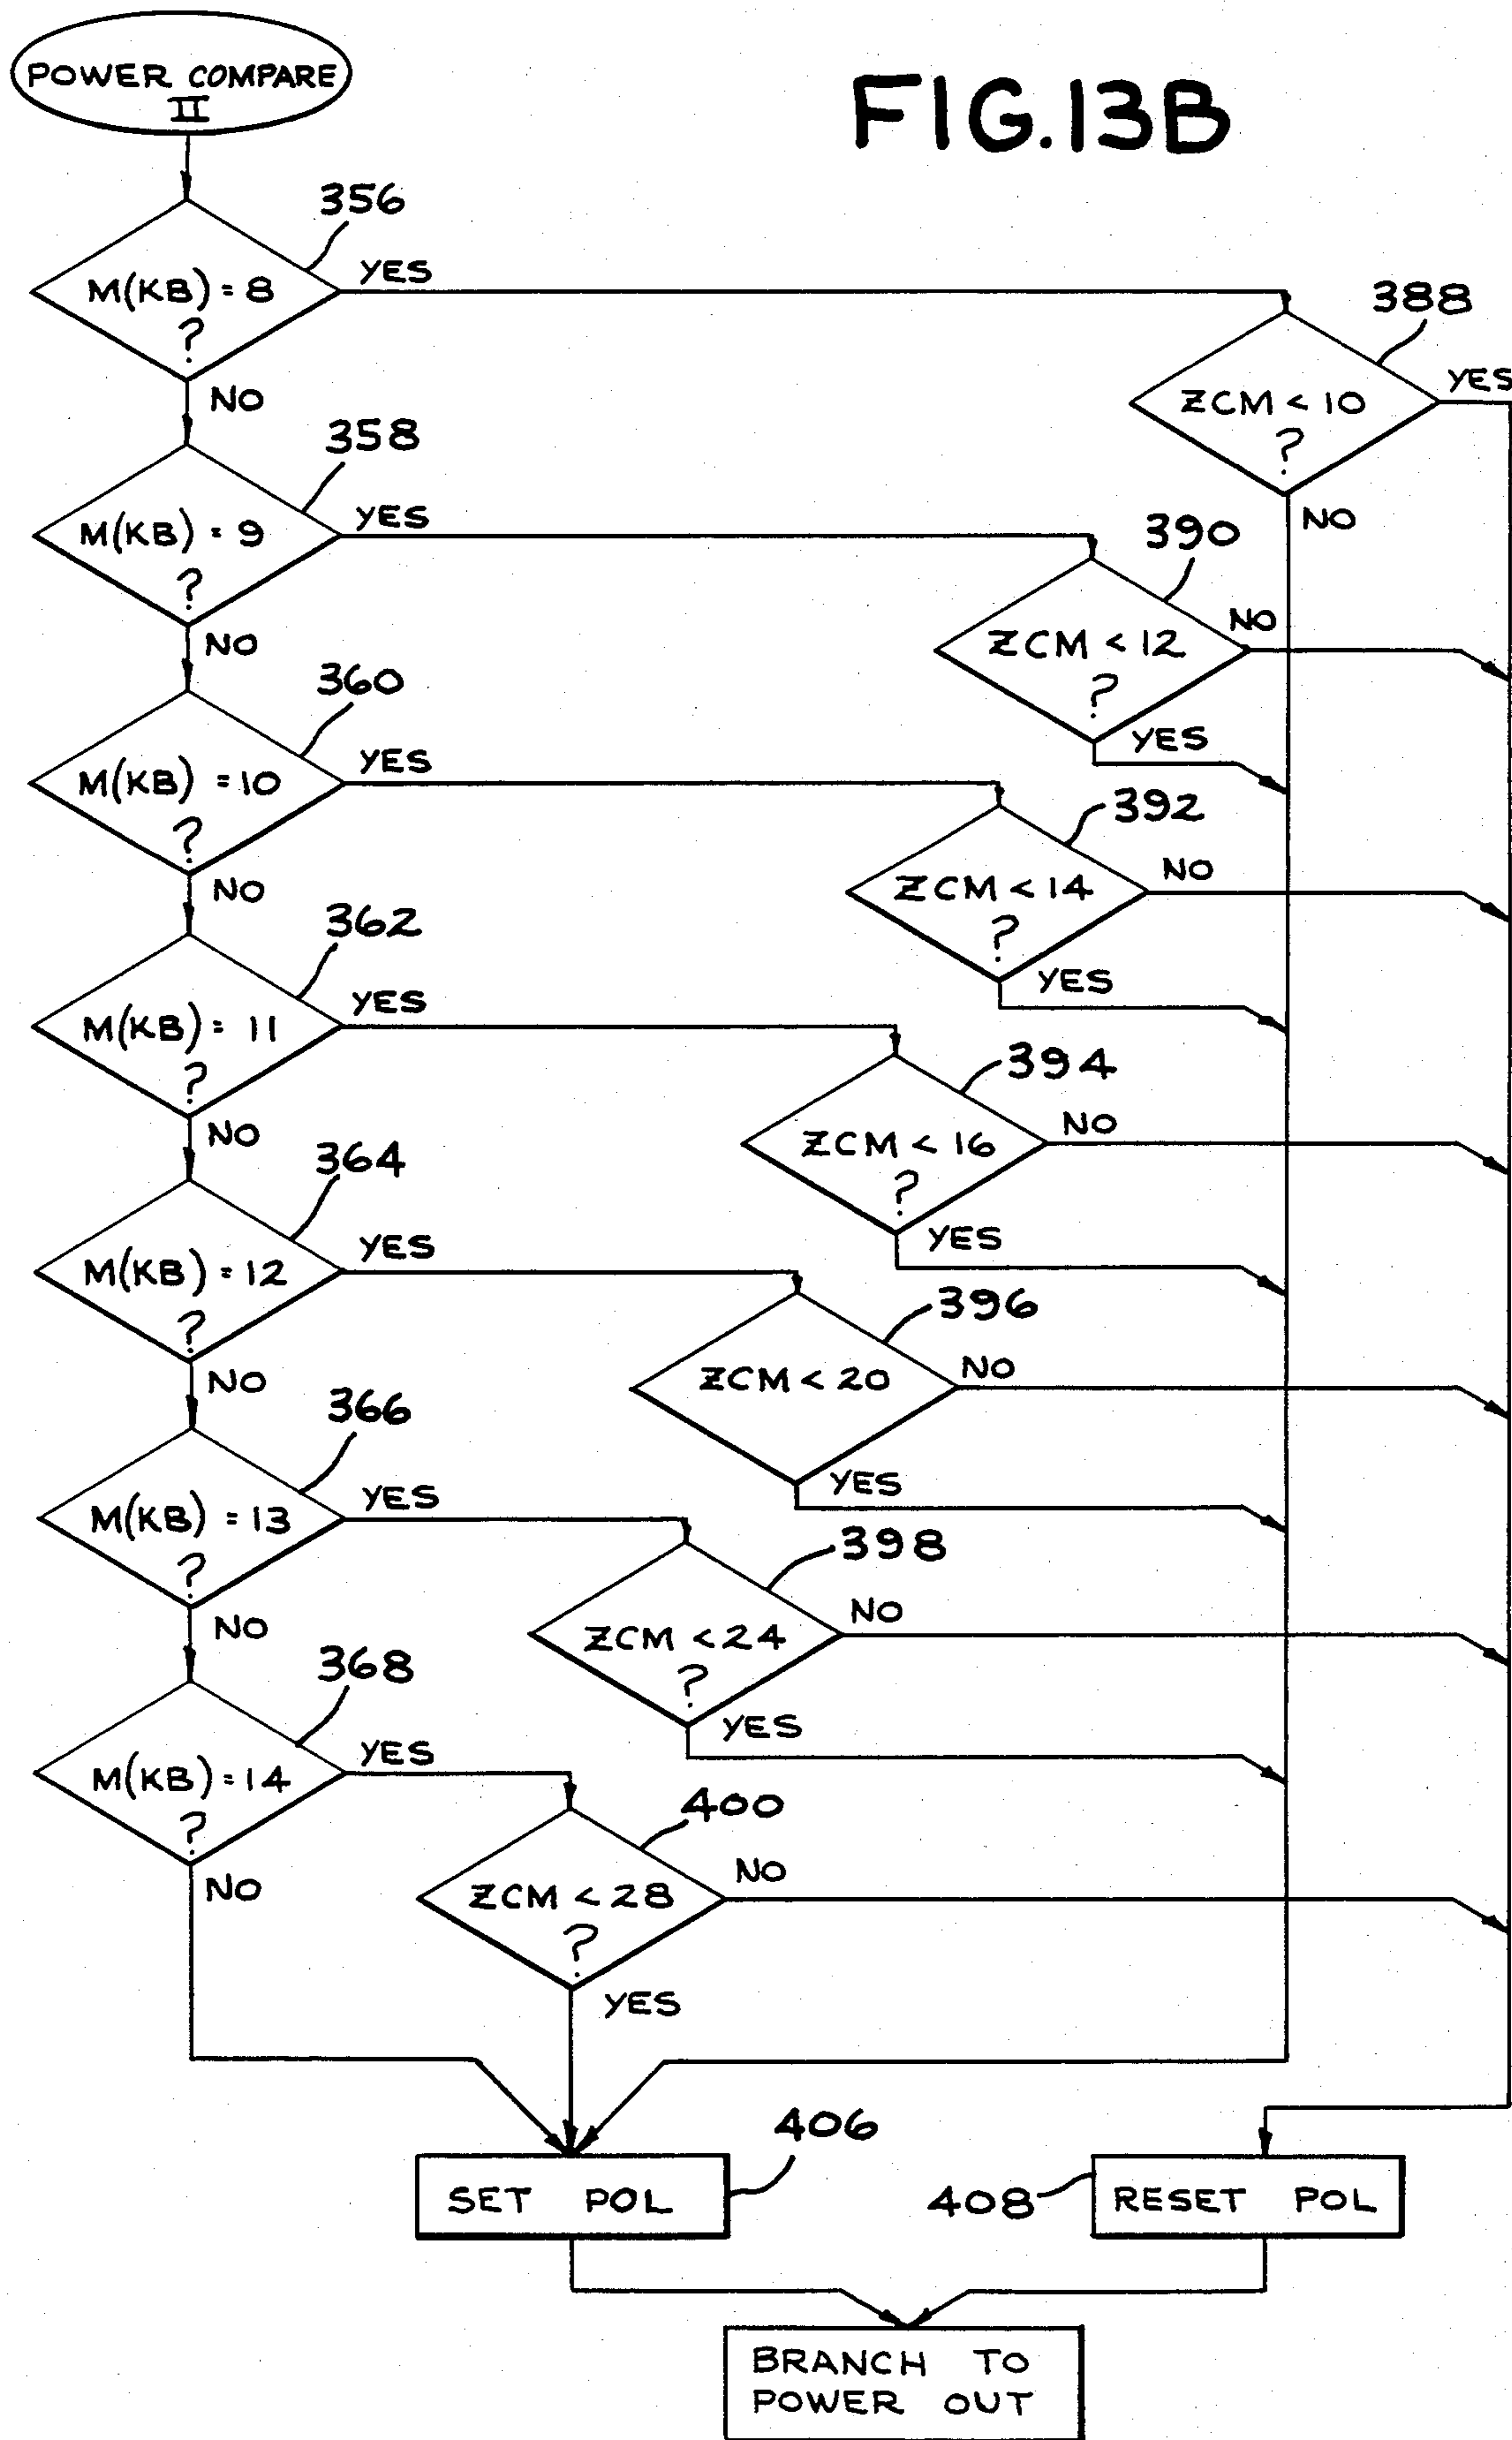 FIG.13B
POWER COMPARE
II
356
M(KB) = 8
?
YES
NO
388
ZCM < 10
?
YES
NO
358
M(KB) = 9
?
YES
NO
390
ZCM < 12
?
NO
YES
360
M(KB) = 10
?
YES
NO
392
ZCM < 14
?
NO
YES
362
M(KB) = 11
?
YES
NO
394
ZCM < 16
?
NO
YES
364
M(KB) = 12
?
YES
NO
396
ZCM < 20
NO
YES
366
M(KB) = 13
?
YES
NO
398
ZCM < 24
?
NO
YES
368
M(KB) = 14
?
YES
NO
400
ZCM < 28
?
NO
YES
406
SET POL
408
RESET POL
BRANCH TO
POWER OUT